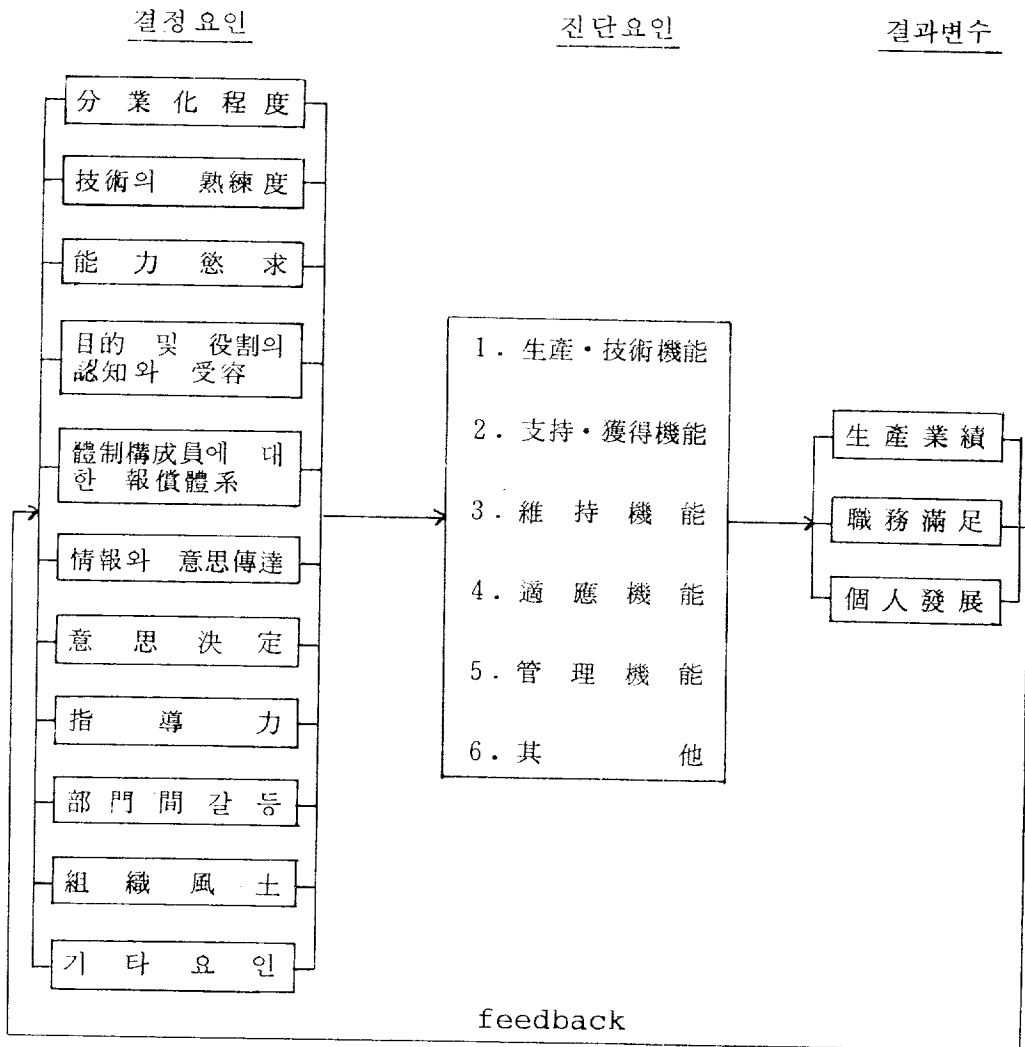 결정요인
진단요인
결과변수
分業化程度
技術의 熟練度
能力慾求
目的 및 役割의
認知와 受容
體制構成員에 대
한 報償體系
情報와 意思傳達
意思決定
指導力
部門間갈등
組織風土
기타요인
1. 生産·技術機能
2. 支持·獲得機能
3. 維持機能
4. 適應機能
5. 管理機能
6. 其他
生産業績
職務滿足
個人發展
feedback